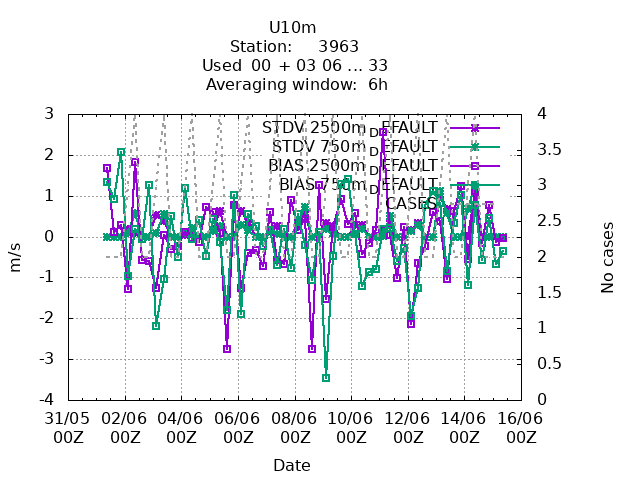 U10m
Station: 3963
Used 00 + 03 06 ... 33
Averaging window: 6h
STDV 2500m DEFAULT
STDV 750m DEFAULT
BIAS 2500m DEFAULT
BIAS 750m DEFAULT
CASES
3
2
1
0
-1
-2
-3
-4
m/s
4
3.5
3
2.5
2
1.5
1
0.5
0
No cases
31/05 02/06 04/06 06/06 08/06 10/06 12/06 14/06 16/06
00Z 00Z 00Z 00Z 00Z 00Z 00Z 00Z 00Z
Date